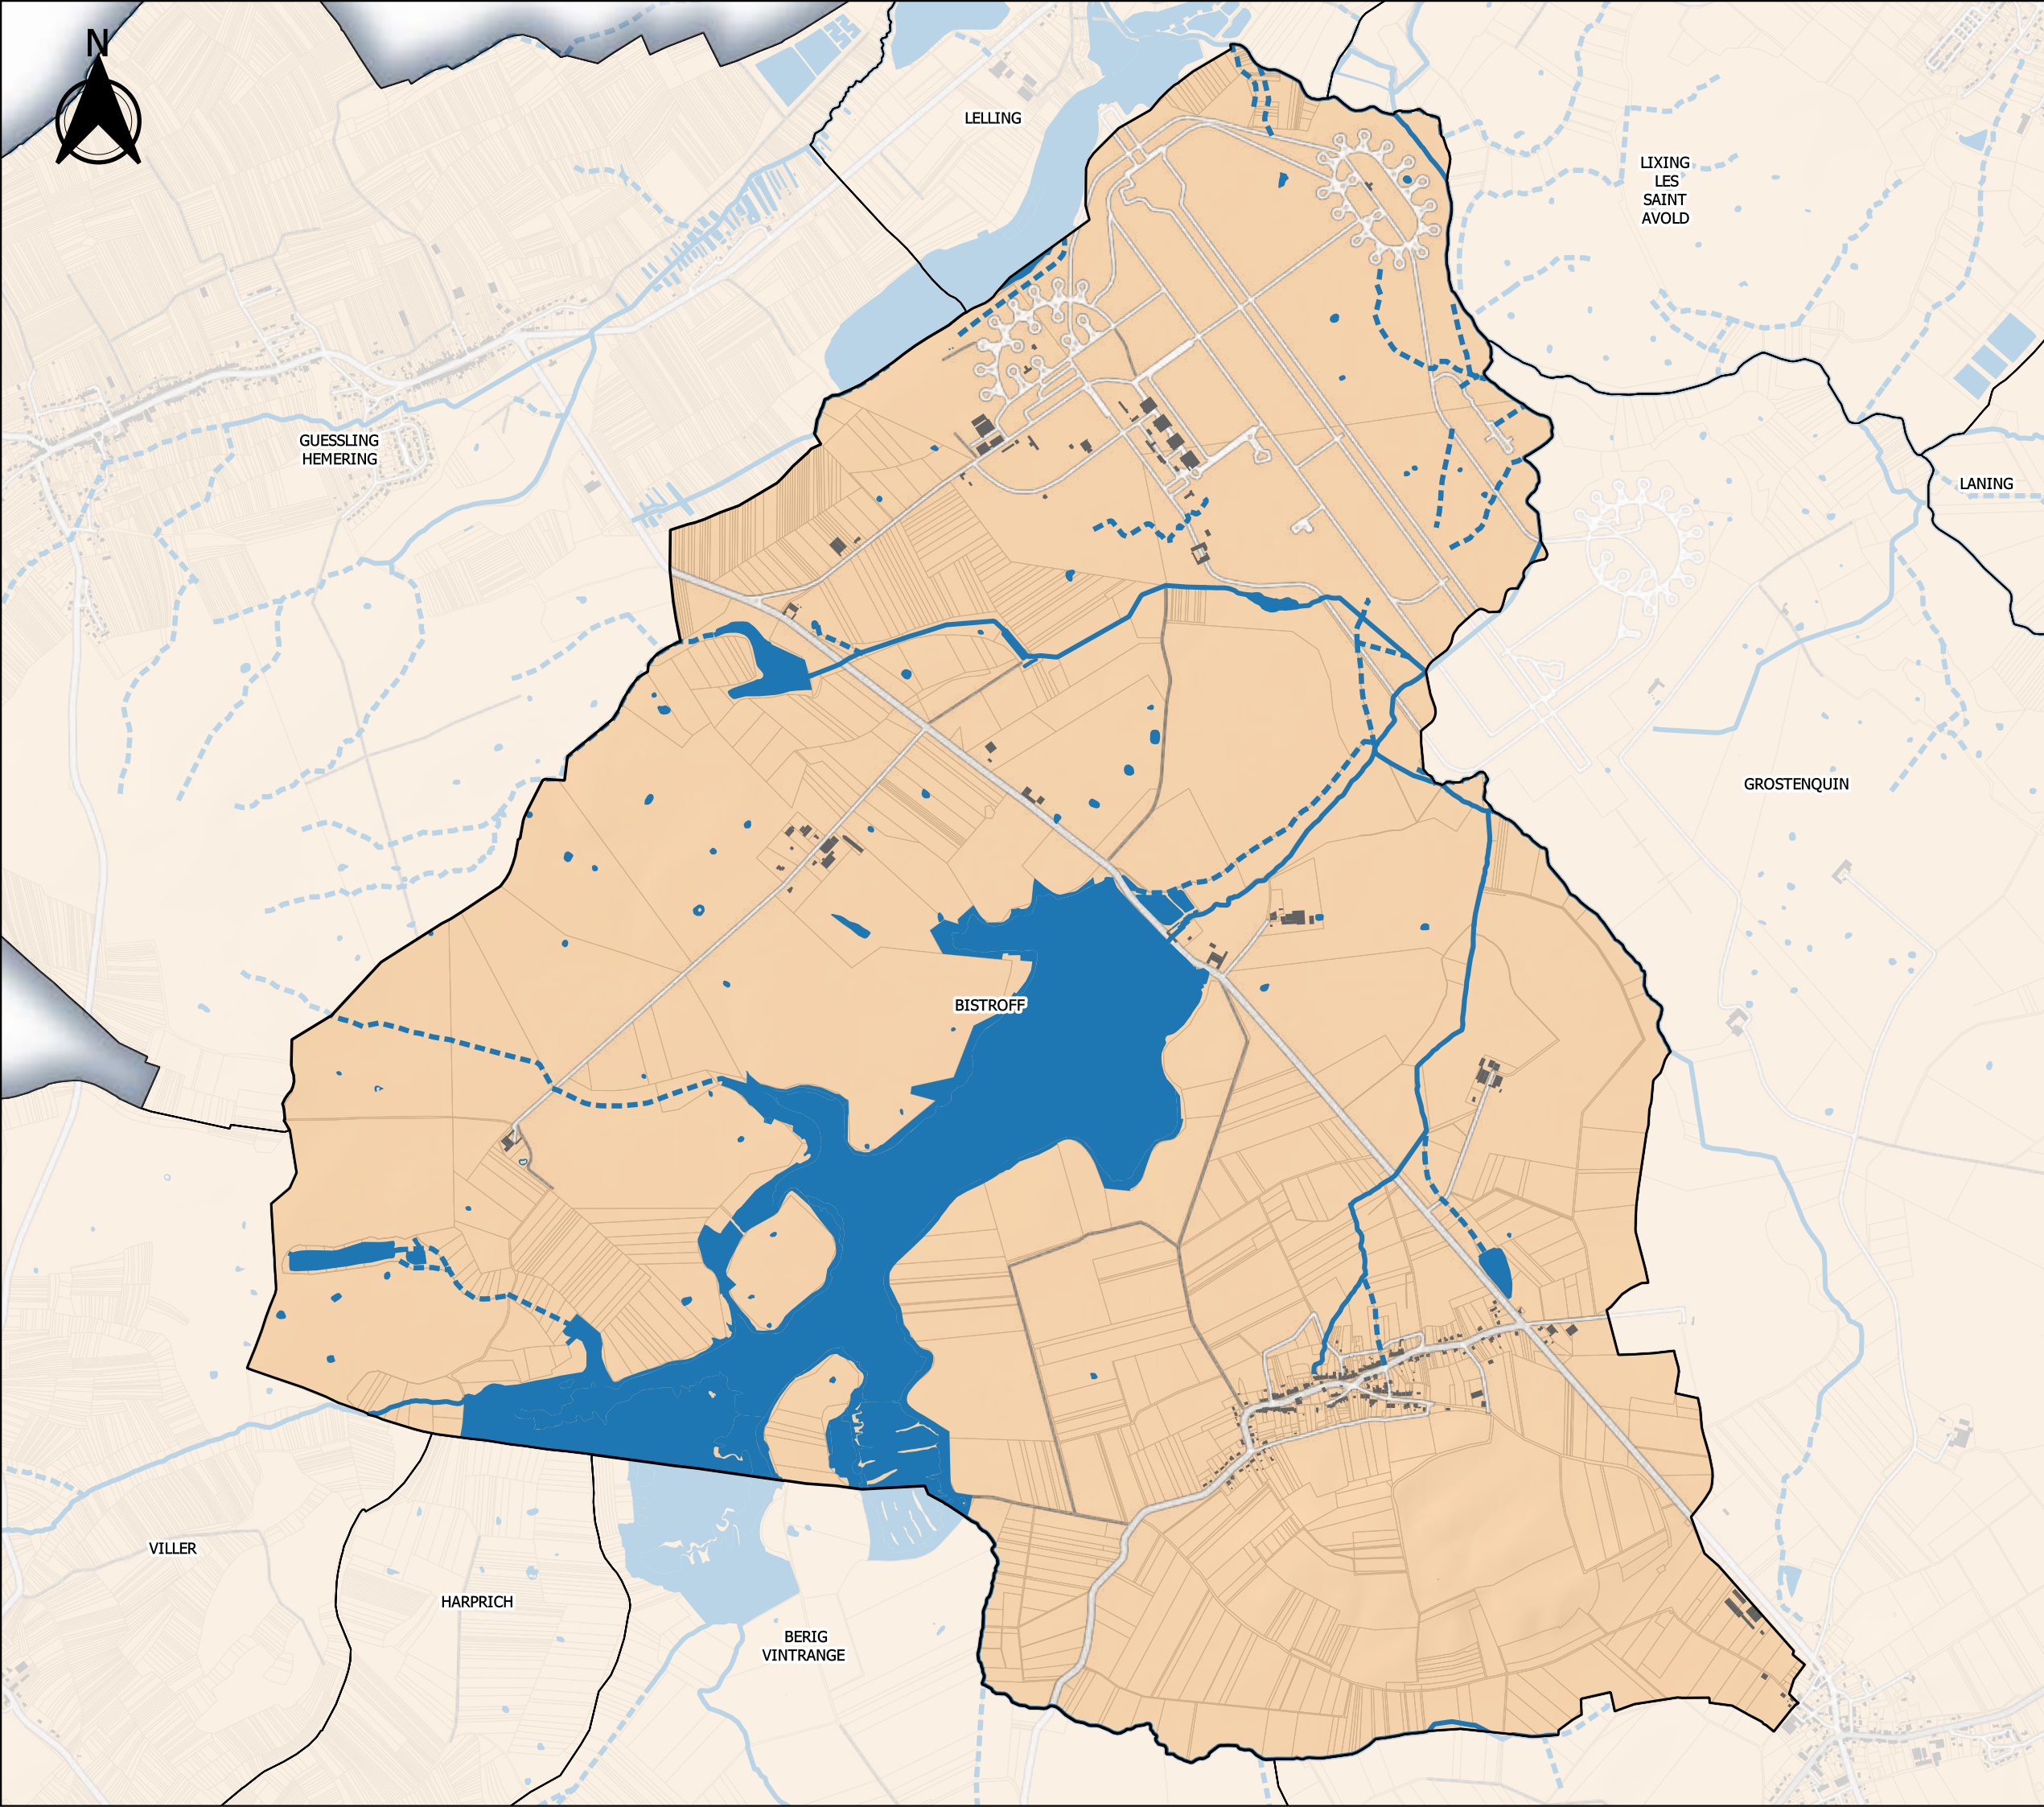 N
LELLING
LIXING
LES
SAINT
AVOLD
GUESSLING
HEMERING
LANING
GROSTENQUIN
BISTROFF
VILLER
HARPRICH
BERIG
VINTRANGE